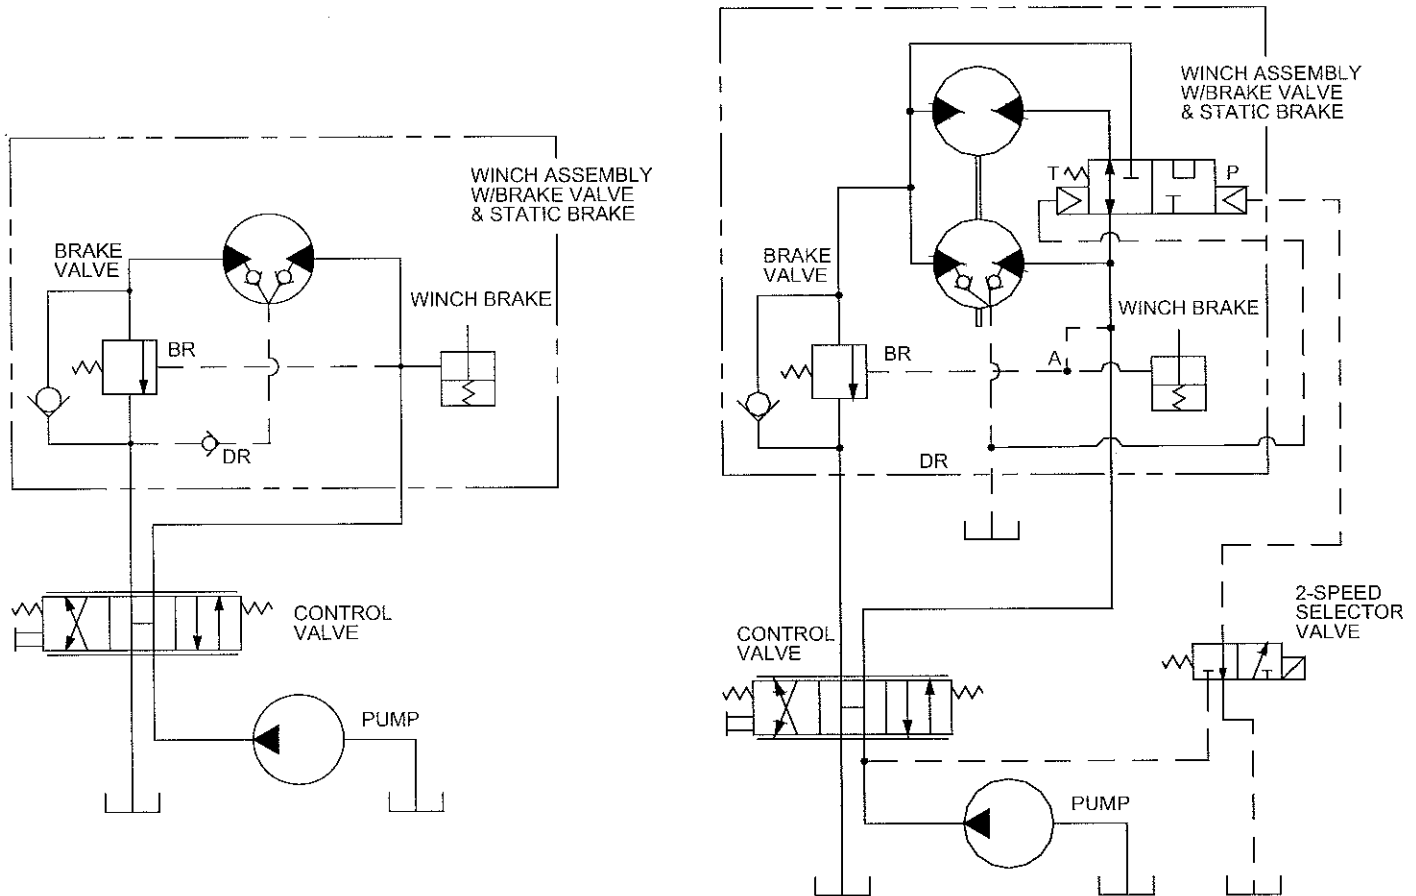 WINCH ASSEMBLY
W/BRAKE VALVE
& STATIC BRAKE
BRAKE
VALVE
WINCH BRAKE
BR
DR
CONTROL
VALVE
PUMP
WINCH ASSEMBLY
W/BRAKE VALVE
& STATIC BRAKE
T
P
BRAKE
VALVE
WINCH BRAKE
BR
A
DR
2-SPEED
SELECTOR
VALVE
CONTROL
VALVE
PUMP